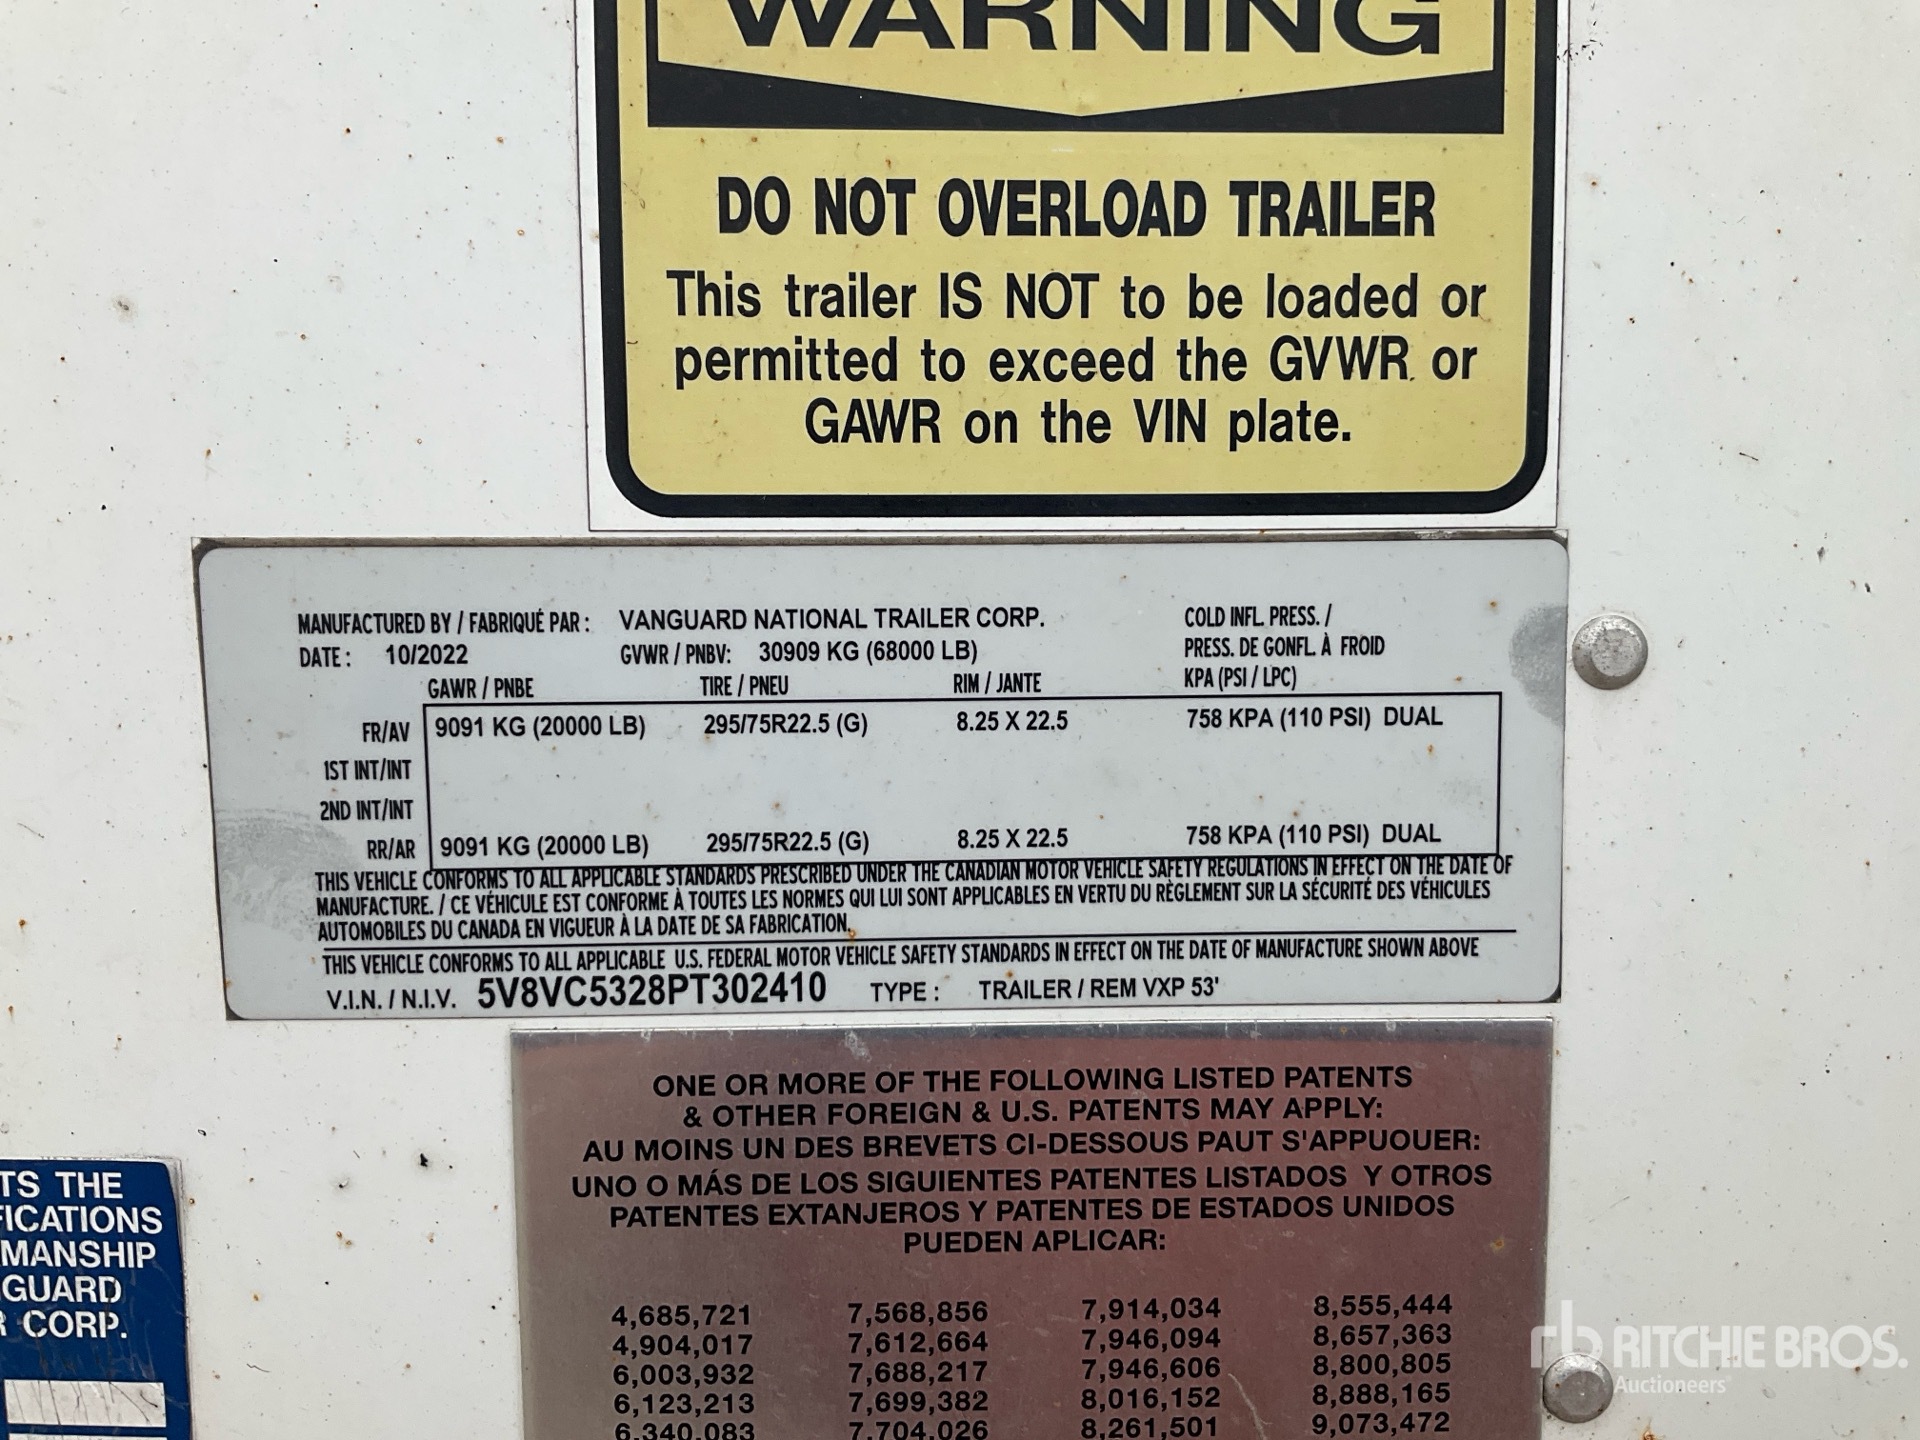 WARNING
DO NOT OVERLOAD TRAILER
This trailer IS NOT to be loaded or
permitted to exceed the GVWR or
GAWR on the VIN plate.
MANUFACTURED BY / FABRIQUÉ PAR : VANGUARD NATIONAL TRAILER CORP. COLD INFL. PRESS. /
DATE : 10/2022 GVWR / PNBV: 30909 KG (68000 LB) PRESS. DE GONFL. À FROID
GAWR / PNBE TIRE / PNEU RIM / JANTE KPA (PSI / LPC)
FR/AV 9091 KG (20000 LB) 295/75R22.5 (G) 8.25 X 22.5 758 KPA (110 PSI) DUAL
1ST INT/INT
2ND INT/INT
RR/AR 9091 KG (20000 LB) 295/75R22.5 (G) 8.25 X 22.5 758 KPA (110 PSI) DUAL
THIS VEHICLE CONFORMS TO ALL APPLICABLE STANDARDS PRESCRIBED UNDER THE CANADIAN MOTOR VEHICLE SAFETY REGULATIONS IN EFFECT ON THE DATE OF
MANUFACTURE. / CE VÉHICULE EST CONFORME À TOUTES LES NORMES QUI LUI SONT APPLICABLES EN VERTU DU RÈGLEMENT SUR LA SÉCURITÉ DES VÉHICULES
AUTOMOBILES DU CANADA EN VIGUEUR À LA DATE DE SA FABRICATION.
THIS VEHICLE CONFORMS TO ALL APPLICABLE U.S. FEDERAL MOTOR VEHICLE SAFETY STANDARDS IN EFFECT ON THE DATE OF MANUFACTURE SHOWN ABOVE
V.I.N. / N.I.V. 5V8VC5328PT302410 TYPE : TRAILER / REM VXP 53'
ONE OR MORE OF THE FOLLOWING LISTED PATENTS
& OTHER FOREIGN & U.S. PATENTS MAY APPLY:
AU MOINS UN DES BREVETS CI-DESSOUS PAUT S'APPUOUER:
UNO O MÁS DE LOS SIGUIENTES PATENTES LISTADOS Y OTROS
PATENTES EXTANJEROS Y PATENTES DE ESTADOS UNIDOS
PUEDEN APLICAR:
4,685,721 7,568,856 7,914,034 8,555,444
4,904,017 7,612,664 7,946,094 8,657,363
6,003,932 7,688,217 7,946,606 8,800,805
6,123,213 7,699,382 8,016,152 8,888,165
6,340,083 7,704,026 8,261,501 9,073,472
TS THE
FICATIONS
MANSHIP
GUARD
R CORP.
rb RITCHIE BROS.
Auctioneers